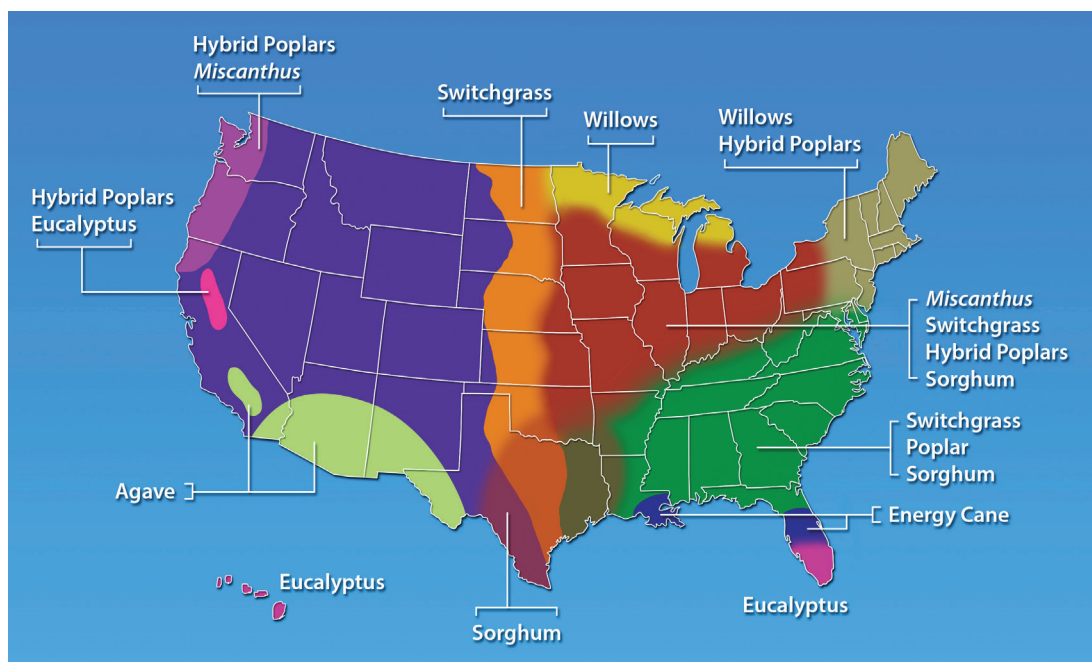 Hybrid Poplars
Miscanthus
Switchgrass
Willows
Willows
Hybrid Poplars
Hybrid Poplars
Eucalyptus
Miscanthus
Switchgrass
Hybrid Poplars
Sorghum
Switchgrass
Poplar
Sorghum
Agave
Energy Cane
Eucalyptus
Eucalyptus
Sorghum